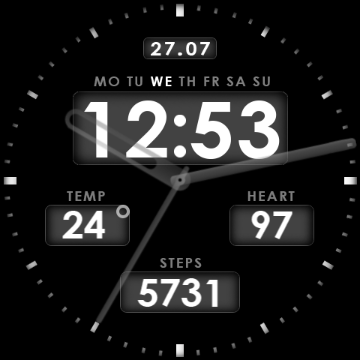 27.07
MO TU WE TH FR SA SU
12:53
TEMP HEART
24° 97
STEPS
5731